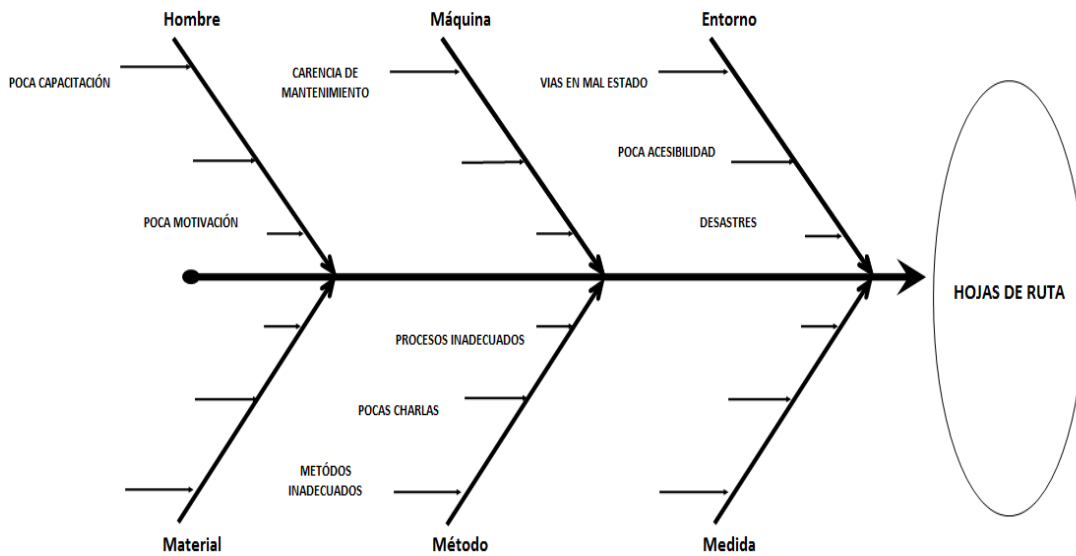 Hombre
Máquina
Entorno
POCA CAPACITACIÓN
CARENCIA DE
MANTENIMIENTO
VIAS EN MAL ESTADO
POCA ACESIBILIDAD
POCA MOTIVACIÓN
DESASTRES
HOJAS DE RUTA
PROCESOS INADECUADOS
POCAS CHARLAS
METÓDOS
INADECUADOS
Material
Método
Medida